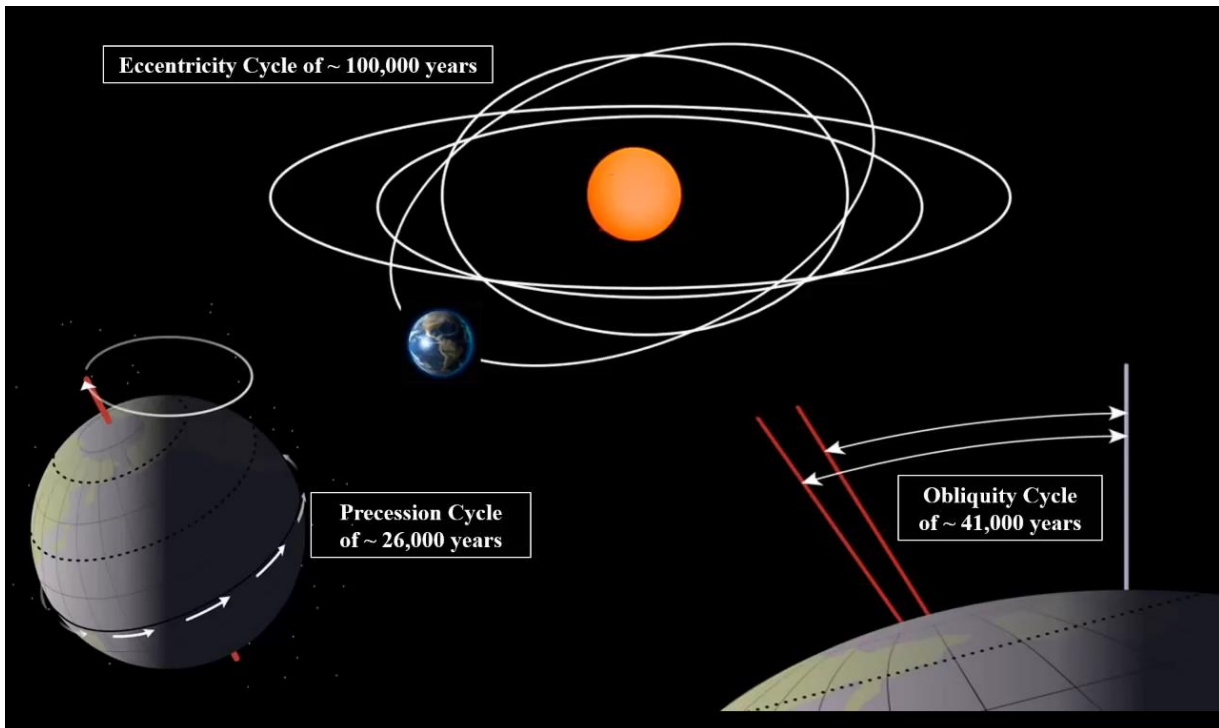 Eccentricity Cycle of ~ 100,000 years
Precession Cycle
of ~ 26,000 years
Obliquity Cycle
of ~ 41,000 years